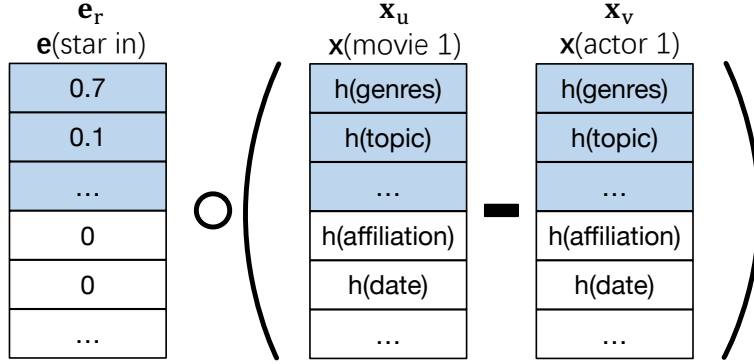 e_r
x_u
x_v
e(star in)
x(movie 1)
x(actor 1)
0.7
h(genres)
h(genres)
0.1
h(topic)
h(topic)
...
...
...
0
h(affiliation)
h(affiliation)
0
h(date)
h(date)
...
...
...